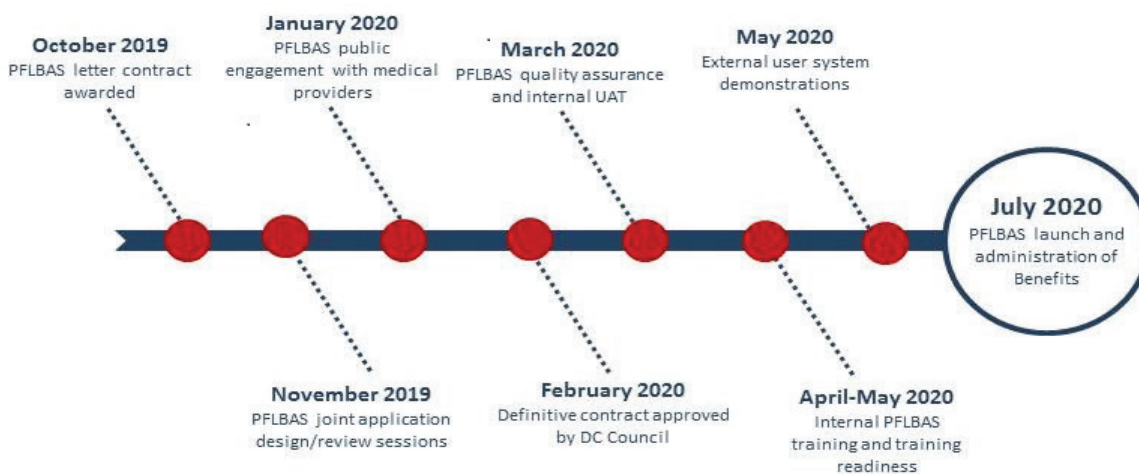 October 2019
PFLBAS letter contract
awarded
January 2020
PFLBAS public
engagement with medical
providers
March 2020
PFLBAS quality assurance
and internal UAT
May 2020
External user system
demonstrations
July 2020
PFLBAS launch and
administration of
Benefits
November 2019
PFLBAS joint application
design/review sessions
February 2020
Definitive contract approved
by DC Council
April-May 2020
Internal PFLBAS
training and training
readiness